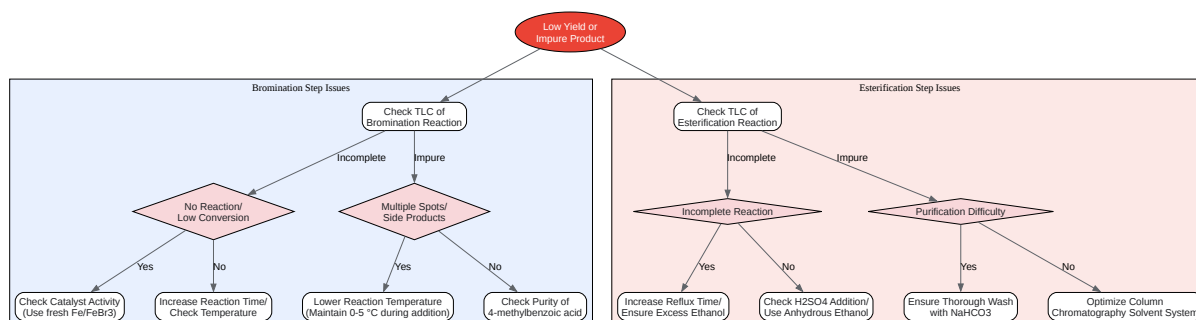 Low Yield or
Impure Product
Bromination Step Issues
Check TLC of
Bromination Reaction
Incomplete
Impure
No Reaction/
Low Conversion
Multiple Spots/
Side Products
Yes
No
Yes
No
Check Catalyst Activity
(Use fresh Fe/FeBr3)
Increase Reaction Time/
Check Temperature
Lower Reaction Temperature
(Maintain 0-5 °C during addition)
Check Purity of
4-methylbenzoic acid
Esterification Step Issues
Check TLC of
Esterification Reaction
Incomplete
Impure
Incomplete Reaction
Purification Difficulty
Yes
No
Yes
No
Increase Reflux Time/
Ensure Excess Ethanol
Check H2SO4 Addition/
Use Anhydrous Ethanol
Ensure Thorough Wash
with NaHCO3
Optimize Column
Chromatography Solvent System